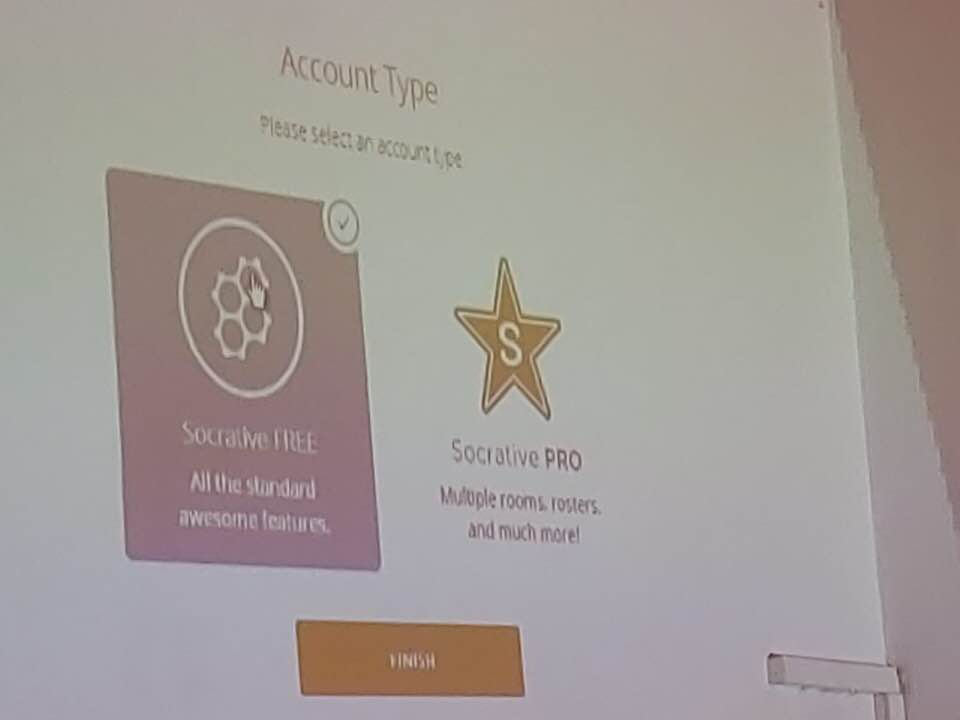 Account Type
Please select an account type
S
Socrative FREE
All the standard
awesome features.
Socrative PRO
Multiple rooms, rosters,
and much more!
FINISH